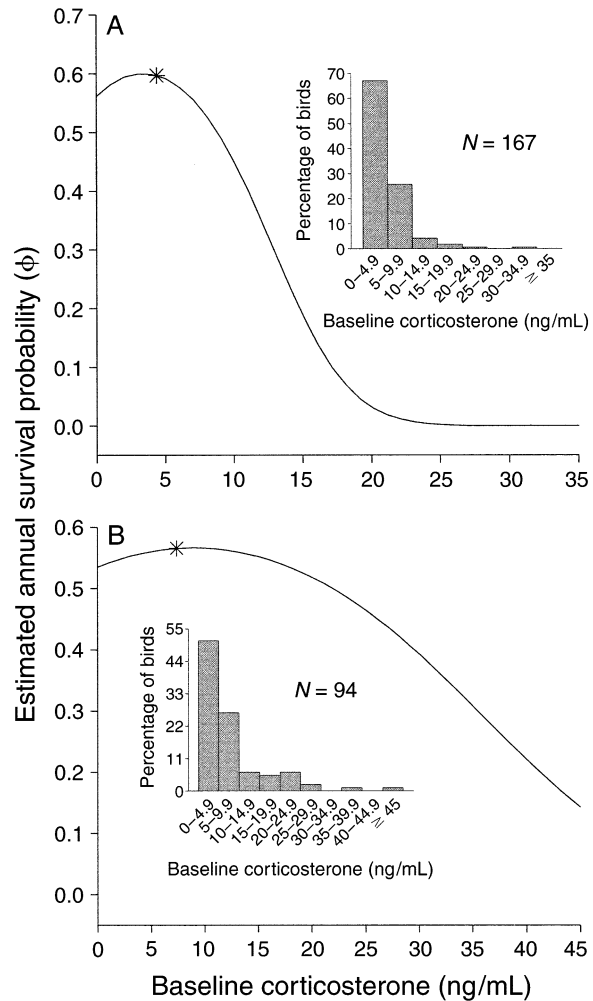 Estimated annual survival probability (ϕ)
A
0.7
0.6
0.5
0.4
0.3
0.2
0.1
0.0
0 5 10 15 20 25 30 35
Percentage of birds
70
60
50
40
30
20
10
0
N = 167
0–4.9 5–9.9 10–14.9 15–19.9 20–24.9 25–29.9 30–34.9 ≥ 35
Baseline corticosterone (ng/mL)
B
0.6
0.5
0.4
0.3
0.2
0.1
0.0
0 5 10 15 20 25 30 35 40 45
Percentage of birds
55
44
33
22
11
0
N = 94
0–4.9 5–9.9 10–14.9 15–19.9 20–24.9 25–29.9 30–34.9 35–39.9 40–44.9 ≥ 45
Baseline corticosterone (ng/mL)
Baseline corticosterone (ng/mL)